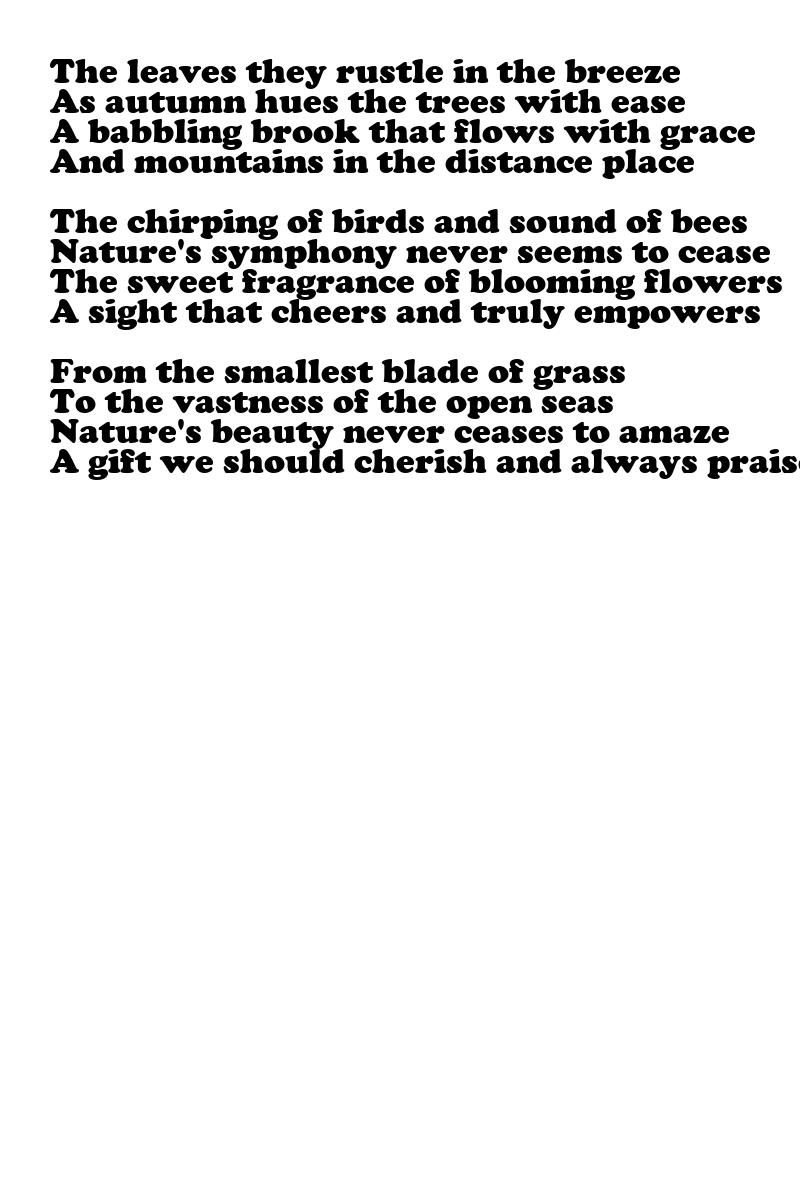 The leaves they rustle in the breeze
As autumn hues the trees with ease
A babbling brook that flows with grace
And mountains in the distance place

The chirping of birds and sound of bees
Nature's symphony never seems to cease
The sweet fragrance of blooming flowers
A sight that cheers and truly empowers

From the smallest blade of grass
To the vastness of the open seas
Nature's beauty never ceases to amaze
A gift we should cherish and always praise